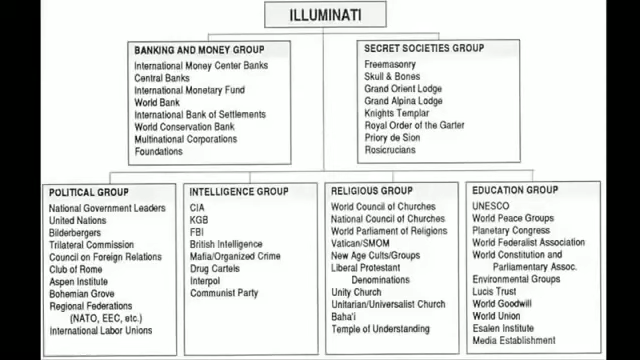 ILLUMINATI
BANKING AND MONEY GROUP
International Money Center Banks
Central Banks
International Monetary Fund
World Bank
International Bank of Settlements
World Conservation Bank
Multinational Corporations
Foundations
SECRET SOCIETIES GROUP
Freemasonry
Skull & Bones
Grand Orient Lodge
Grand Alpina Lodge
Knights Templar
Royal Order of the Garter
Priory de Sion
Rosicrucians
POLITICAL GROUP
National Government Leaders
United Nations
Bilderbergers
Trilateral Commission
Council on Foreign Relations
Club of Rome
Aspen Institute
Bohemian Grove
Regional Federations
(NATO, EEC, etc.)
International Labor Unions
INTELLIGENCE GROUP
CIA
KGB
FBI
British Intelligence
Mafia/Organized Crime
Drug Cartels
Interpol
Communist Party
RELIGIOUS GROUP
World Council of Churches
National Council of Churches
World Parliament of Religions
Vatican/SMOM
New Age Cults/Groups
Liberal Protestant
Denominations
Unity Church
Unitarian/Universalist Church
Baha'i
Temple of Understanding
EDUCATION GROUP
UNESCO
World Peace Groups
Planetary Congress
World Federalist Association
World Constitution and
Parliamentary Assoc.
Environmental Groups
Lucis Trust
World Goodwill
World Union
Esalen Institute
Media Establishment